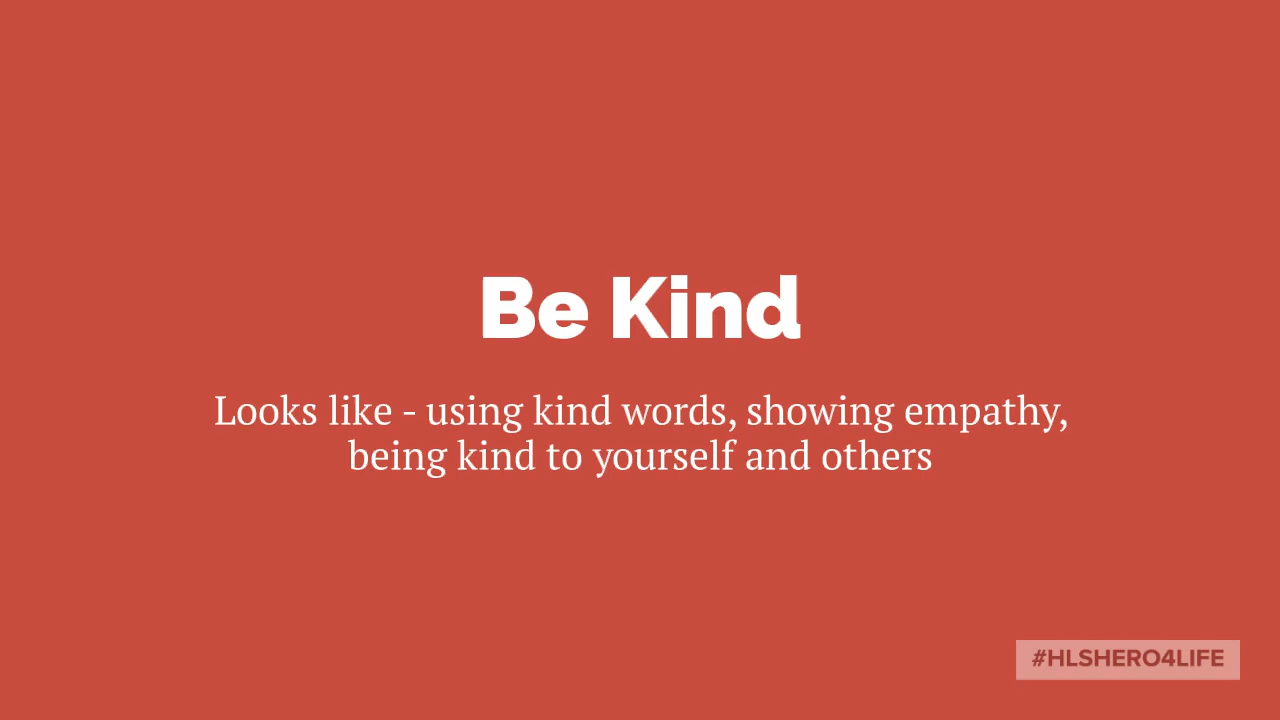 Be Kind
Looks like - using kind words, showing empathy,
being kind to yourself and others
#HLSHERO4LIFE